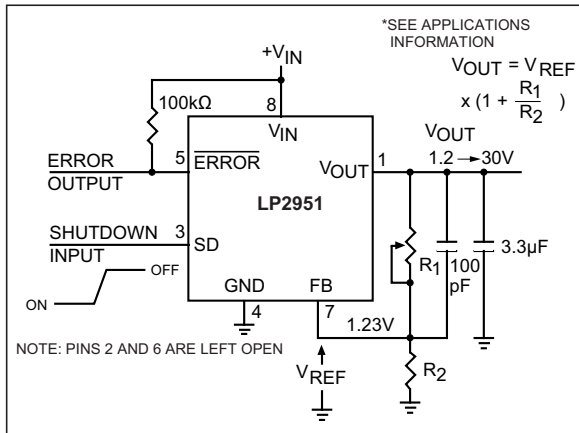 *SEE APPLICATIONS
INFORMATION
+VIN
VOUT = VREF
x (1 + R1/R2)
100kΩ
8
VIN
VOUT
1.2 → 30V
ERROR
OUTPUT
5
ERROR
VOUT
1
LP2951
SHUTDOWN
INPUT
3
SD
OFF
ON
R1
100
pF
3.3µF
GND
FB
4
7
1.23V
NOTE: PINS 2 AND 6 ARE LEFT OPEN
VREF
R2